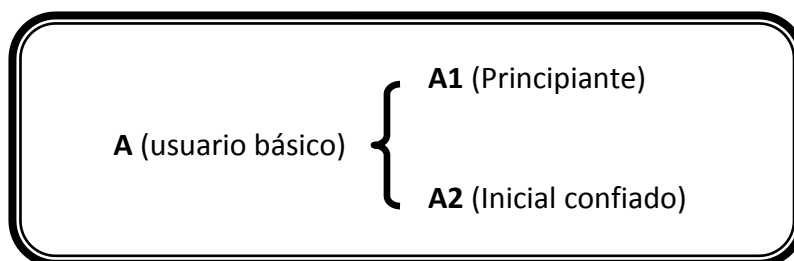 A1 (Principiante)
A (usuario básico)
A2 (Inicial confiado)